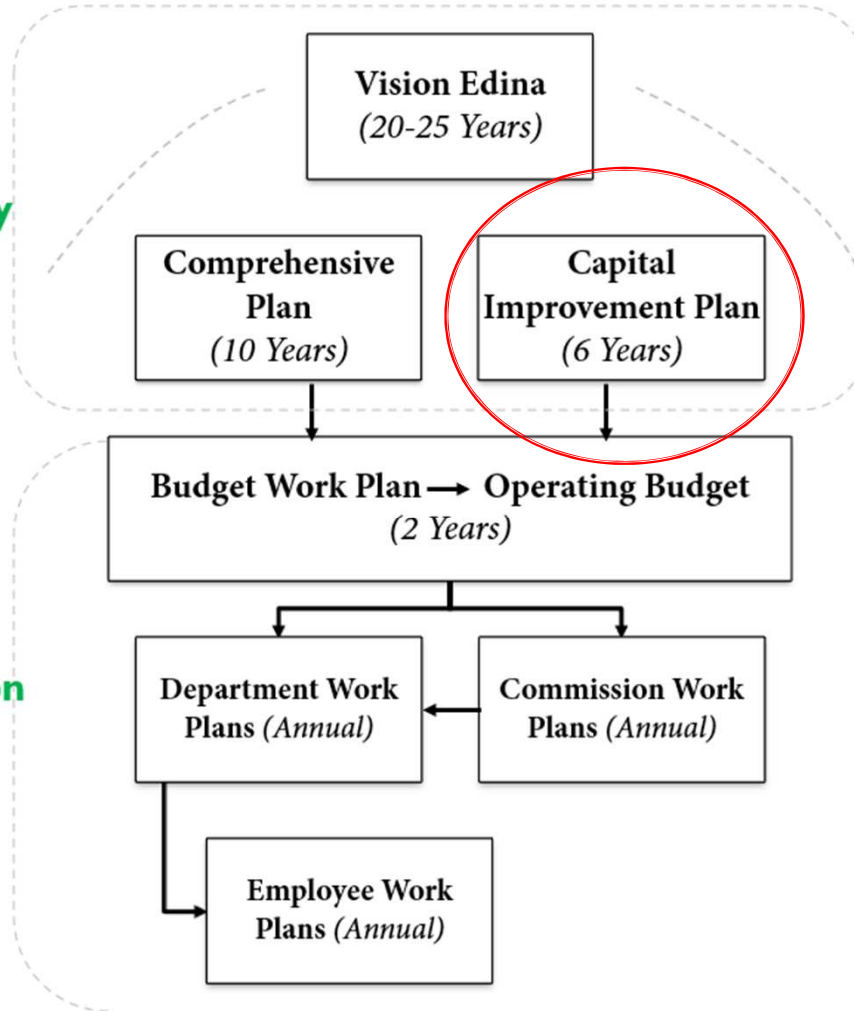 Vision Edina
(20-25 Years)
y
Comprehensive
Plan
(10 Years)
Capital
Improvement Plan
(6 Years)
Budget Work Plan → Operating Budget
(2 Years)
on
Department Work
Plans (Annual)
Commission Work
Plans (Annual)
Employee Work
Plans (Annual)